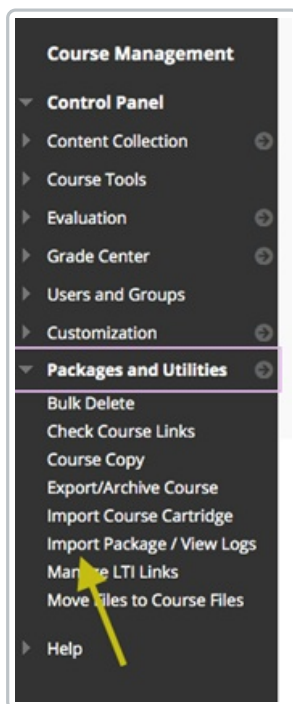 Course Management
Control Panel
Content Collection
Course Tools
Evaluation
Grade Center
Users and Groups
Customization
Packages and Utilities
Bulk Delete
Check Course Links
Course Copy
Export/Archive Course
Import Course Cartridge
Import Package / View Logs
Manage LTI Links
Move Files to Course Files
Help